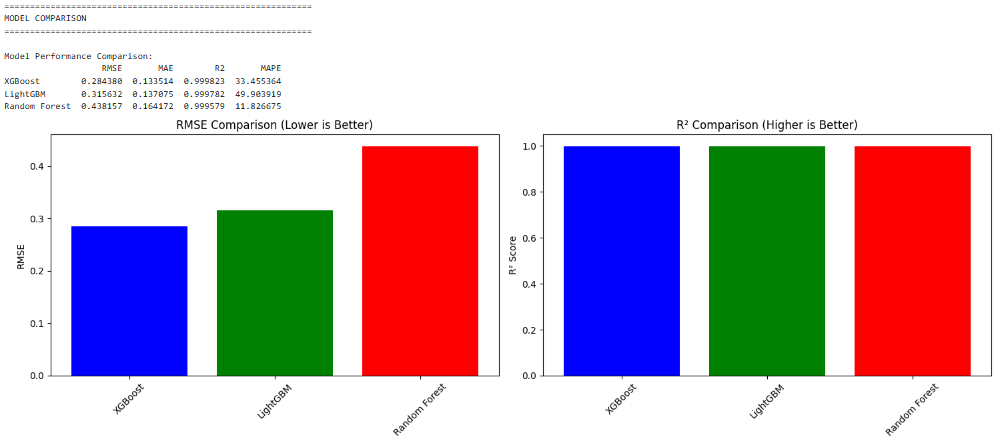 ============================================================
MODEL COMPARISON
============================================================
Model Performance Comparison:
RMSE MAE R2 MAPE
XGBoost 0.284380 0.133514 0.999823 33.455364
LightGBM 0.315632 0.137075 0.999782 49.903919
Random Forest 0.438157 0.164172 0.999579 11.826675
RMSE Comparison (Lower is Better)
RMSE
0.4
0.3
0.2
0.1
0.0
XGBoost
LightGBM
Random Forest
R² Comparison (Higher is Better)
R² Score
1.0
0.8
0.6
0.4
0.2
0.0
XGBoost
LightGBM
Random Forest